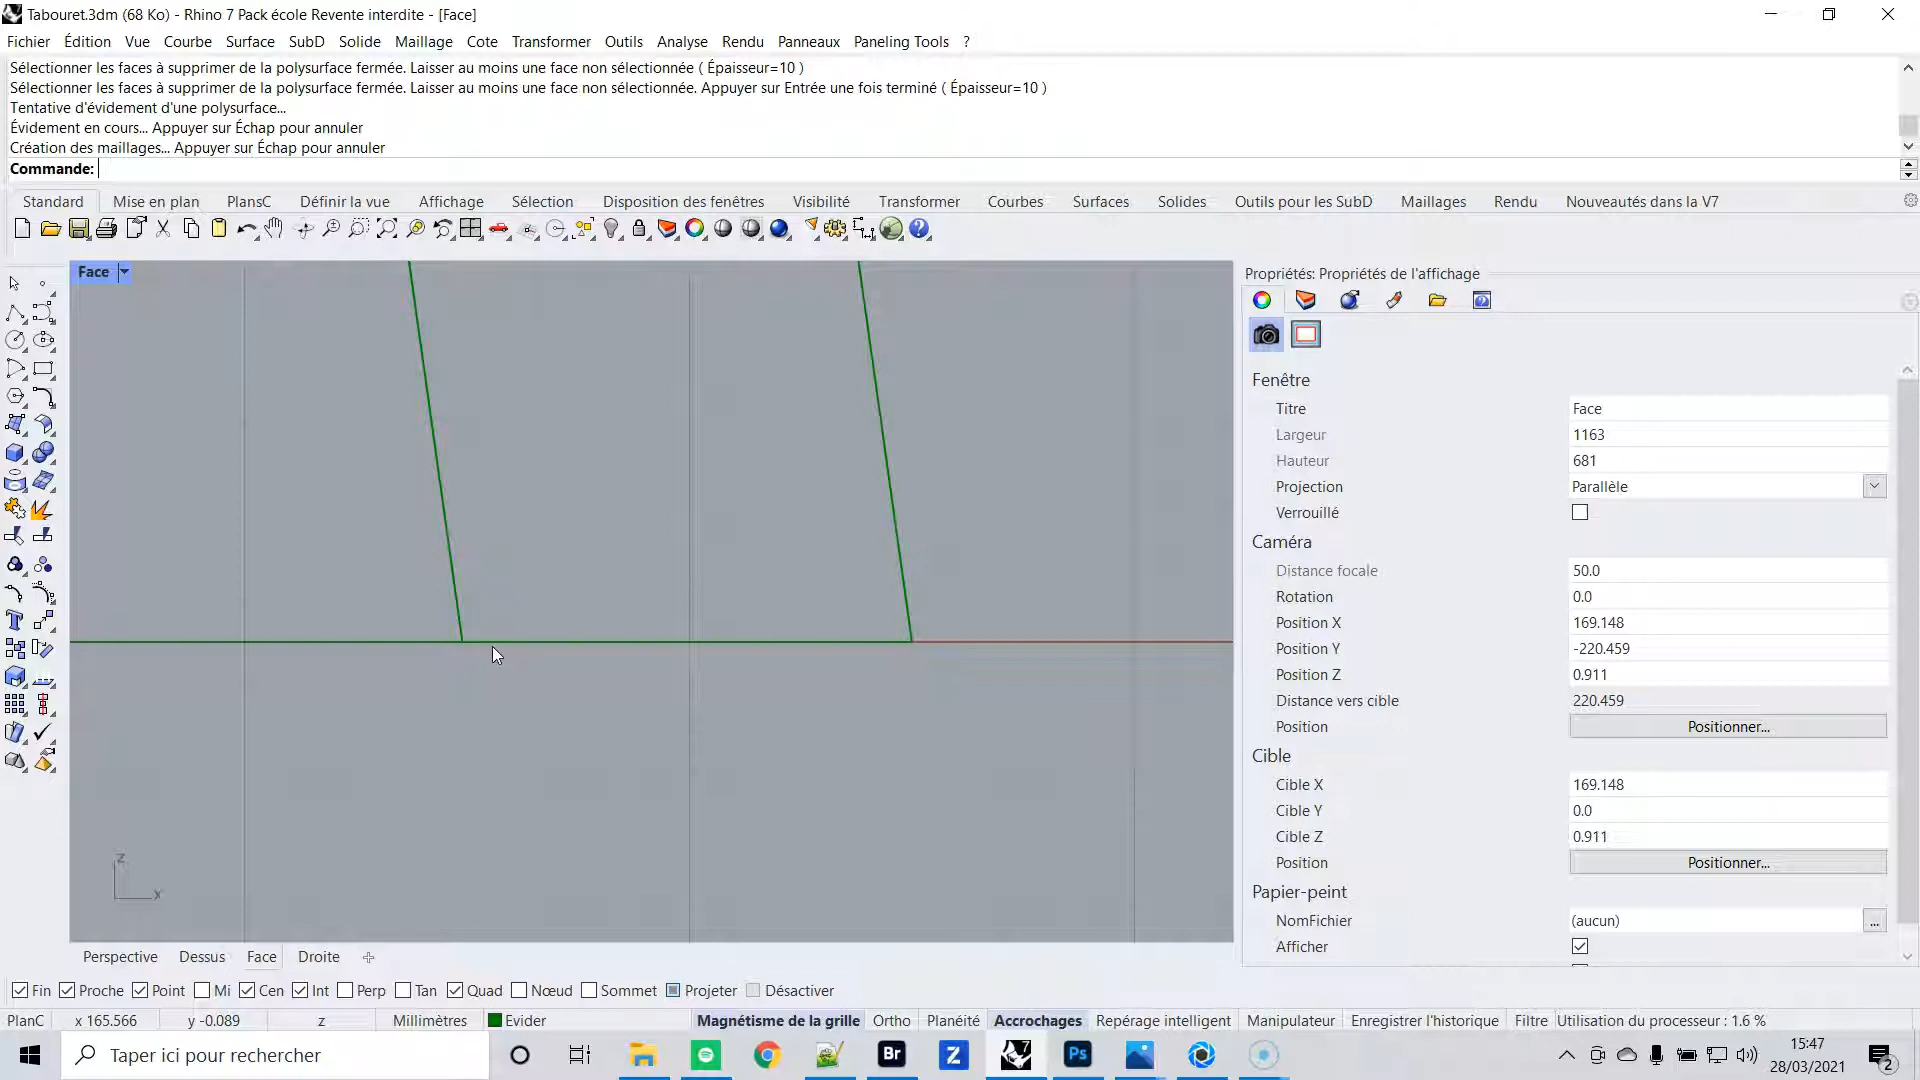 Tabouret.3dm (68 Ko) - Rhino 7 Pack école Revente interdite - [Face]
Fichier Édition Vue Courbe Surface SubD Solide Maillage Cote Transformer Outils Analyse Rendu Panneaux Paneling Tools ?
Sélectionner les faces à supprimer de la polysurface fermée. Laisser au moins une face non sélectionnée ( Épaisseur=10 )
Sélectionner les faces à supprimer de la polysurface fermée. Laisser au moins une face non sélectionnée. Appuyer sur Entrée une fois terminé ( Épaisseur=10 )
Tentative d'évidement d'une polysurface...
Évidement en cours... Appuyer sur Échap pour annuler
Création des maillages... Appuyer sur Échap pour annuler
Commande:
Standard Mise en plan PlansC Définir la vue Affichage Sélection Disposition des fenêtres Visibilité Transformer Courbes Surfaces Solides Outils pour les SubD Maillages Rendu Nouveautés dans la V7
Face
Propriétés: Propriétés de l'affichage
Fenêtre
Titre Face
Largeur 1163
Hauteur 681
Projection Parallèle
Verrouillé
Caméra
Distance focale 50.0
Rotation 0.0
Position X 169.148
Position Y -220.459
Position Z 0.911
Distance vers cible 220.459
Position Positionner...
Cible
Cible X 169.148
Cible Y 0.0
Cible Z 0.911
Position Positionner...
Papier-peint
NomFichier (aucun) ...
Afficher
z
x
Perspective Dessus Face Droite
Fin Proche Point Mi Cen Int Perp Tan Quad Nœud Sommet Projeter Désactiver
PlanC x 165.566 y -0.089 z Millimètres Evider Magnétisme de la grille Ortho Planéité Accrochages Repérage intelligent Manipulateur Enregistrer l'historique Filtre Utilisation du processeur : 1.6 %
Taper ici pour rechercher
Br
Z
Ps
15:47
28/03/2021
2